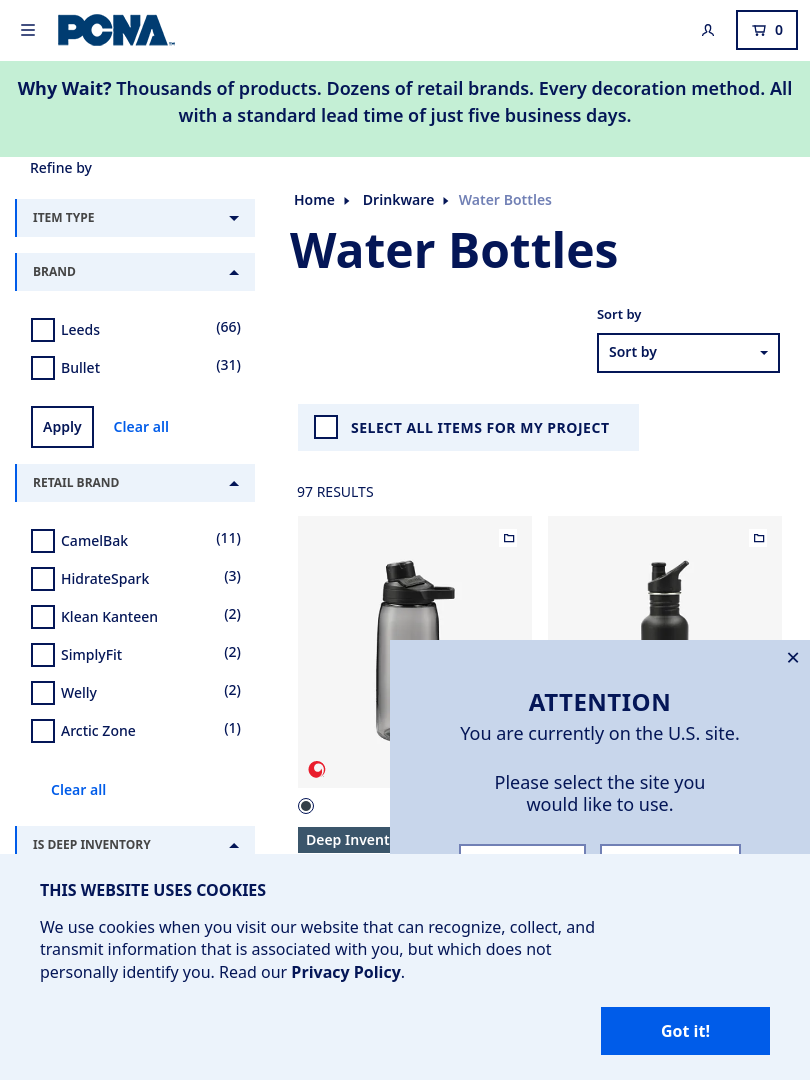 PCNA
0
Why Wait? Thousands of products. Dozens of retail brands. Every decoration method. All
with a standard lead time of just five business days.
Refine by
ITEM TYPE
BRAND
Leeds (66)
Bullet (31)
Apply Clear all
RETAIL BRAND
CamelBak (11)
HidrateSpark (3)
Klean Kanteen (2)
SimplyFit (2)
Welly (2)
Arctic Zone (1)
Clear all
IS DEEP INVENTORY
Home Drinkware Water Bottles
Water Bottles
Sort by
Sort by
SELECT ALL ITEMS FOR MY PROJECT
97 RESULTS
Deep Invent
ATTENTION
You are currently on the U.S. site.
Please select the site you
would like to use.
THIS WEBSITE USES COOKIES
We use cookies when you visit our website that can recognize, collect, and
transmit information that is associated with you, but which does not
personally identify you. Read our Privacy Policy.
Got it!